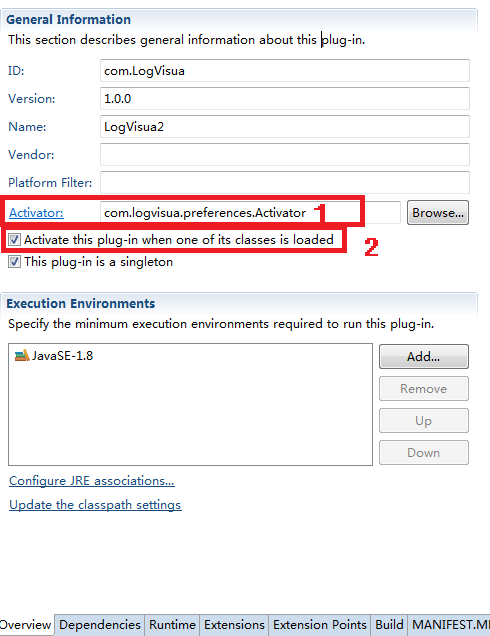 General Information
This section describes general information about this plug-in.
ID: com.LogVisua
Version: 1.0.0
Name: LogVisua2
Vendor:
Platform Filter:
Activator: com.logvisua.preferences.Activator 1 Browse...
Activate this plug-in when one of its classes is loaded 2
This plug-in is a singleton
Execution Environments
Specify the minimum execution environments required to run this plug-in.
JavaSE-1.8 Add...
Remove
Up
Down
Configure JRE associations...
Update the classpath settings
Overview Dependencies Runtime Extensions Extension Points Build MANIFEST.M